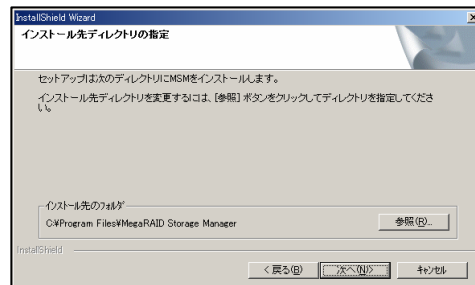 InstallShield Wizard
インストール先ディレクトリの指定
セットアップは次のディレクトリにMSMをインストールします。
インストール先ディレクトリを変更するには、[参照] ボタンをクリックしてディレクトリを指定してくださ
い。
インストール先のフォルダ
C:¥Program Files¥MegaRAID Storage Manager
参照(R)...
InstallShield
< 戻る(B)
次へ(N)>
キャンセル